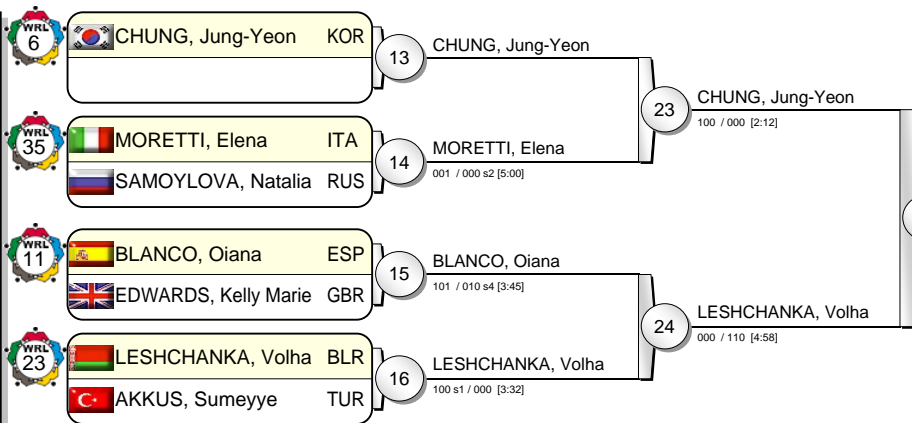 WRL
6
CHUNG, Jung-Yeon KOR
13
CHUNG, Jung-Yeon
23
CHUNG, Jung-Yeon
100 / 000 [2:12]
WRL
35
MORETTI, Elena ITA
SAMOYLOVA, Natalia RUS
14
MORETTI, Elena
001 / 000 s2 [5:00]
WRL
11
BLANCO, Oiana ESP
EDWARDS, Kelly Marie GBR
15
BLANCO, Oiana
101 / 010 s4 [3:45]
24
LESHCHANKA, Volha
000 / 110 [4:58]
WRL
23
LESHCHANKA, Volha BLR
AKKUS, Sumeyye TUR
16
LESHCHANKA, Volha
100 s1 / 000 [3:32]